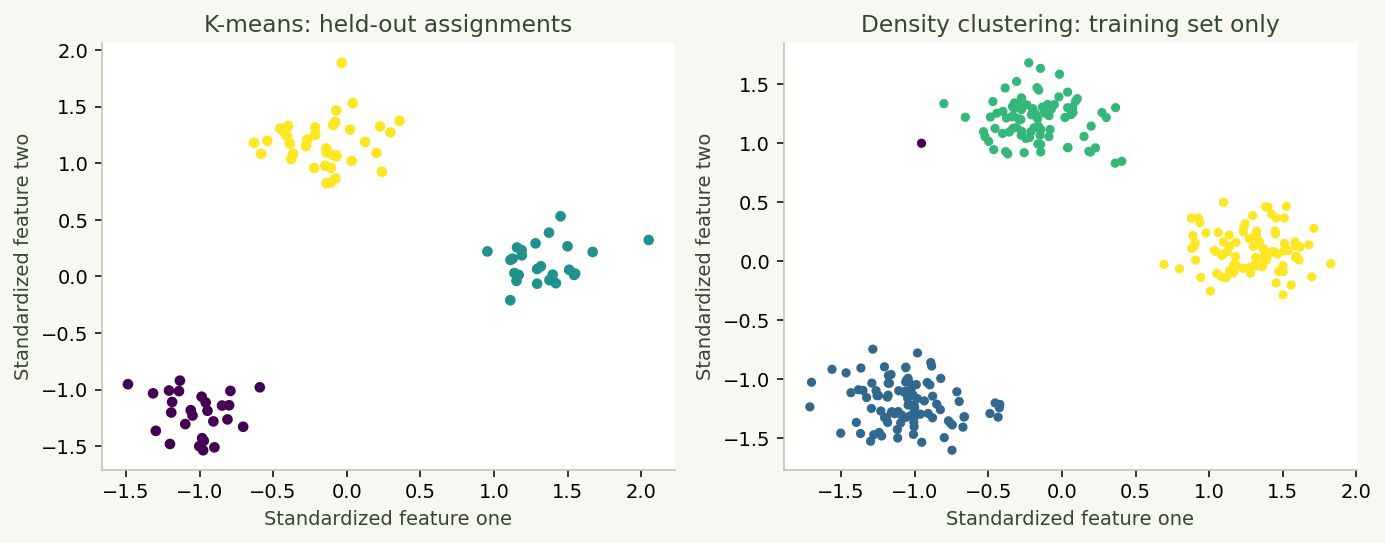 K-means: held-out assignments
Standardized feature two
2.0
1.5
1.0
0.5
0.0
−0.5
−1.0
−1.5
−1.5 −1.0 −0.5 0.0 0.5 1.0 1.5 2.0
Standardized feature one
Density clustering: training set only
Standardized feature two
1.5
1.0
0.5
0.0
−0.5
−1.0
−1.5
−1.5 −1.0 −0.5 0.0 0.5 1.0 1.5 2.0
Standardized feature one